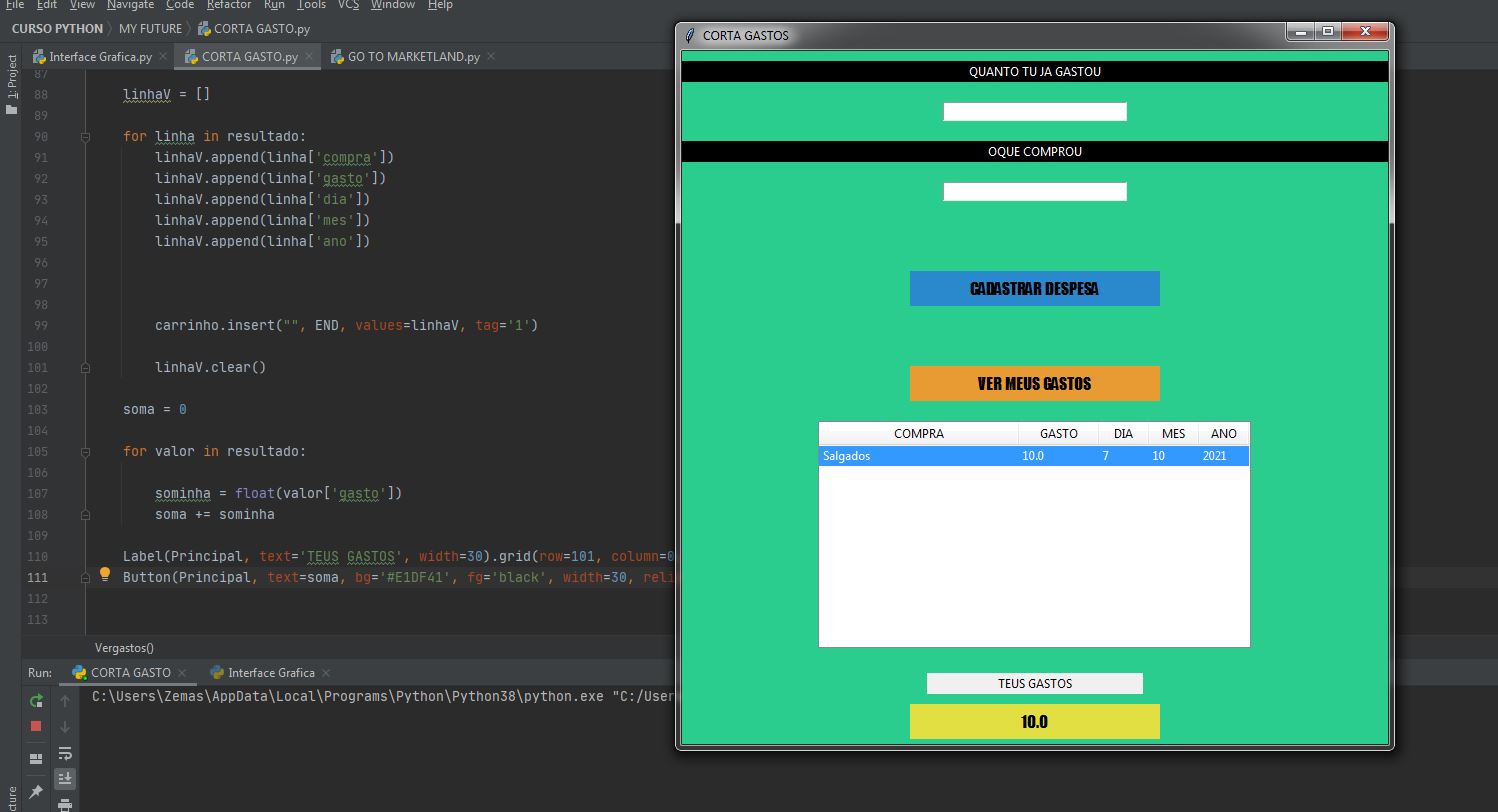 File Edit View Navigate Code Refactor Run Tools VCS Window Help
CURSO PYTHON MY FUTURE CORTA GASTO.py
Interface Grafica.py CORTA GASTO.py GO TO MARKETLAND.py
1: Project
87
88 linhaV = []
89
90 for linha in resultado:
91 linhaV.append(linha['compra'])
92 linhaV.append(linha['gasto'])
93 linhaV.append(linha['dia'])
94 linhaV.append(linha['mes'])
95 linhaV.append(linha['ano'])
96
97
98
99 carrinho.insert("", END, values=linhaV, tag='1')
100
101 linhaV.clear()
102
103 soma = 0
104
105 for valor in resultado:
106
107 sominha = float(valor['gasto'])
108 soma += sominha
109
110 Label(Principal, text='TEUS GASTOS', width=30).grid(row=101, column=0
111 Button(Principal, text=soma, bg='#E1DF41', fg='black', width=30, reli
112
113
Vergastos()
Run: CORTA GASTO Interface Grafica
C:\Users\Zemas\AppData\Local\Programs\Python\Python38\python.exe "C:/User
CORTA GASTOS
QUANTO TU JA GASTOU
OQUE COMPROU
CADASTRAR DESPESA
VER MEUS GASTOS
COMPRA GASTO DIA MES ANO
Salgados 10.0 7 10 2021
TEUS GASTOS
10.0